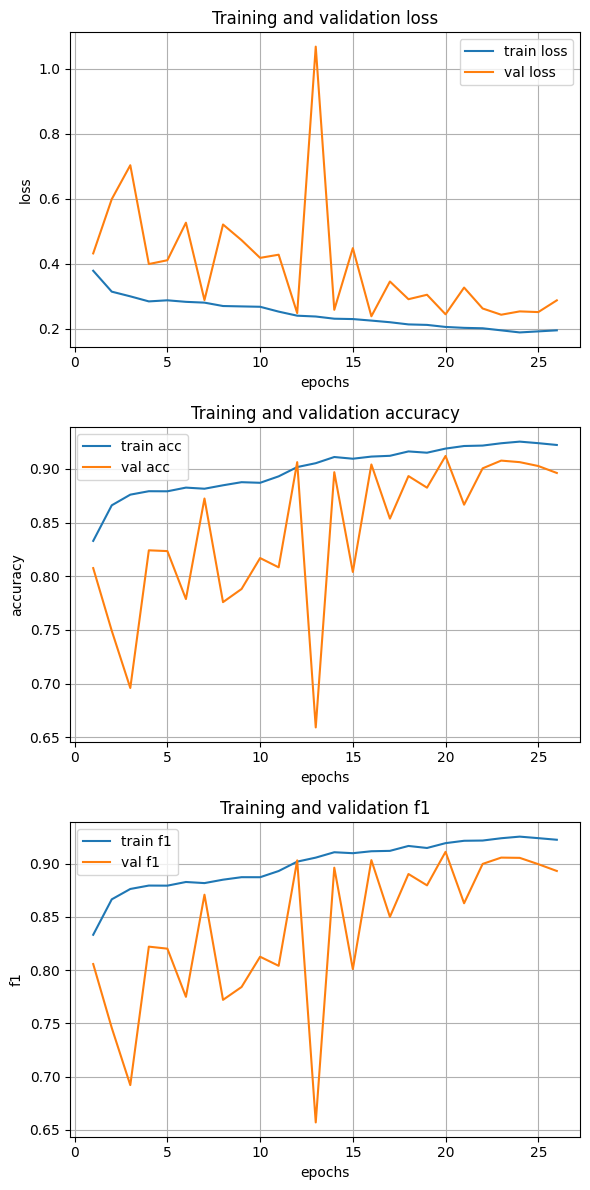 Training and validation loss
train loss
val loss
1.0
0.8
0.6
0.4
0.2
loss
0 5 10 15 20 25
epochs
Training and validation accuracy
train acc
val acc
0.90
0.85
0.80
0.75
0.70
0.65
accuracy
0 5 10 15 20 25
epochs
Training and validation f1
train f1
val f1
0.90
0.85
0.80
0.75
0.70
0.65
f1
0 5 10 15 20 25
epochs